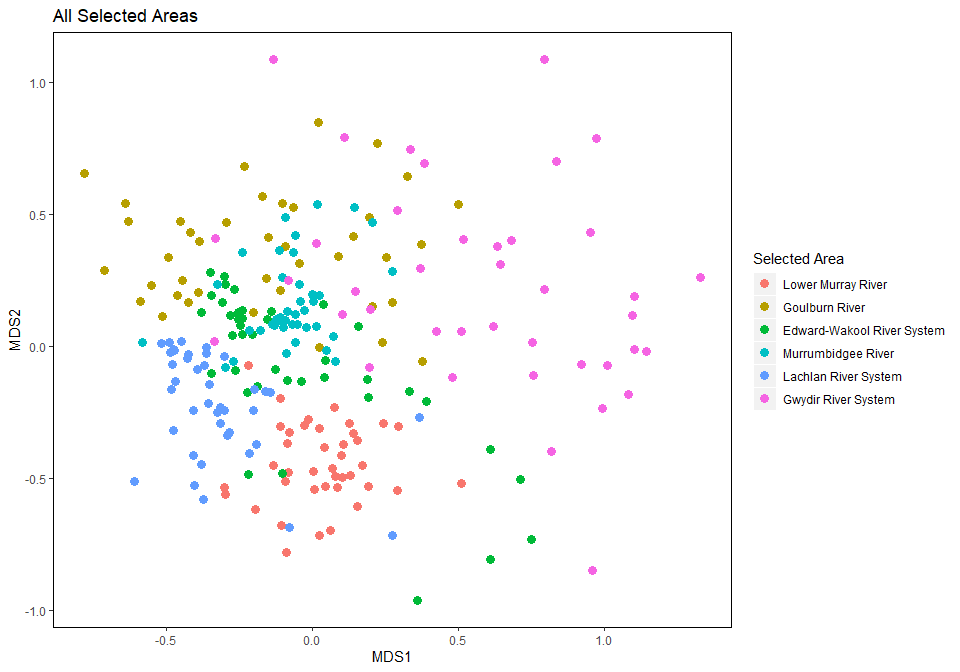 All Selected Areas
MDS2
1.0
0.5
0.0
-0.5
-1.0
-0.5
0.0
0.5
1.0
MDS1
Selected Area
Lower Murray River
Goulburn River
Edward-Wakool River System
Murrumbidgee River
Lachlan River System
Gwydir River System